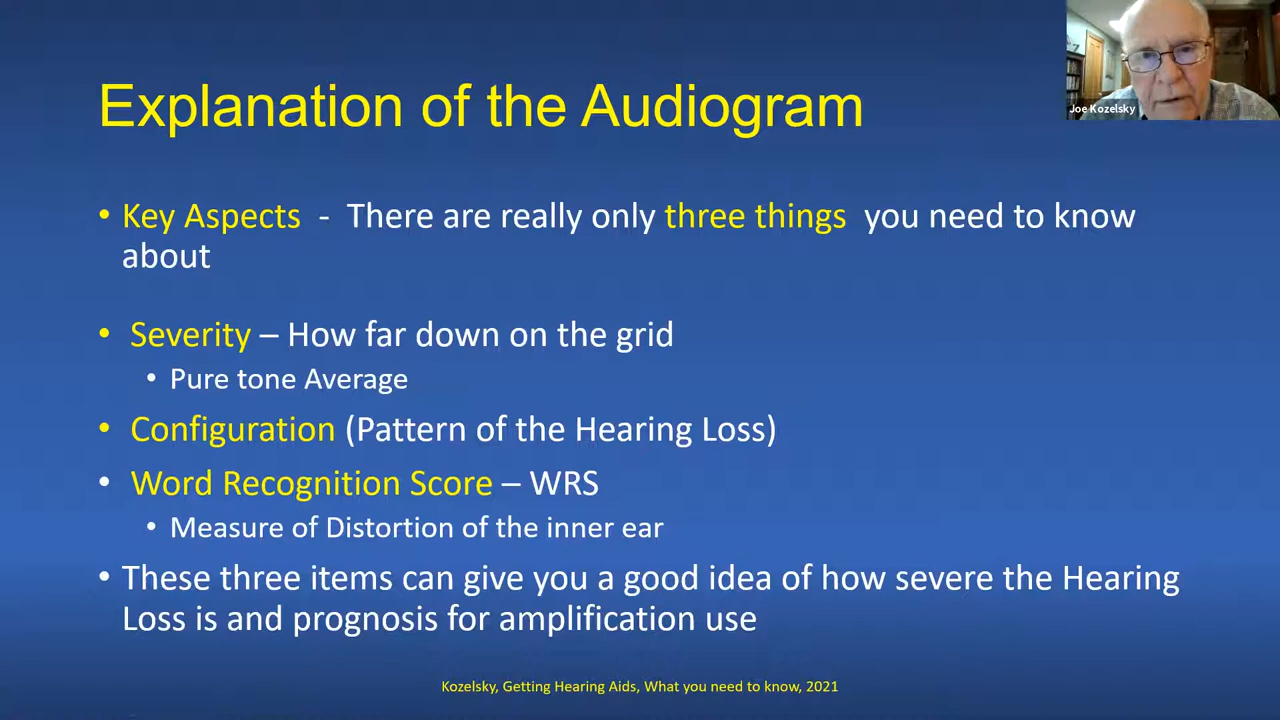 Explanation of the Audiogram
Joe Kozelsky
• Key Aspects - There are really only three things you need to know
about
• Severity – How far down on the grid
• Pure tone Average
• Configuration (Pattern of the Hearing Loss)
• Word Recognition Score – WRS
• Measure of Distortion of the inner ear
• These three items can give you a good idea of how severe the Hearing
Loss is and prognosis for amplification use
Kozelsky, Getting Hearing Aids, What you need to know, 2021